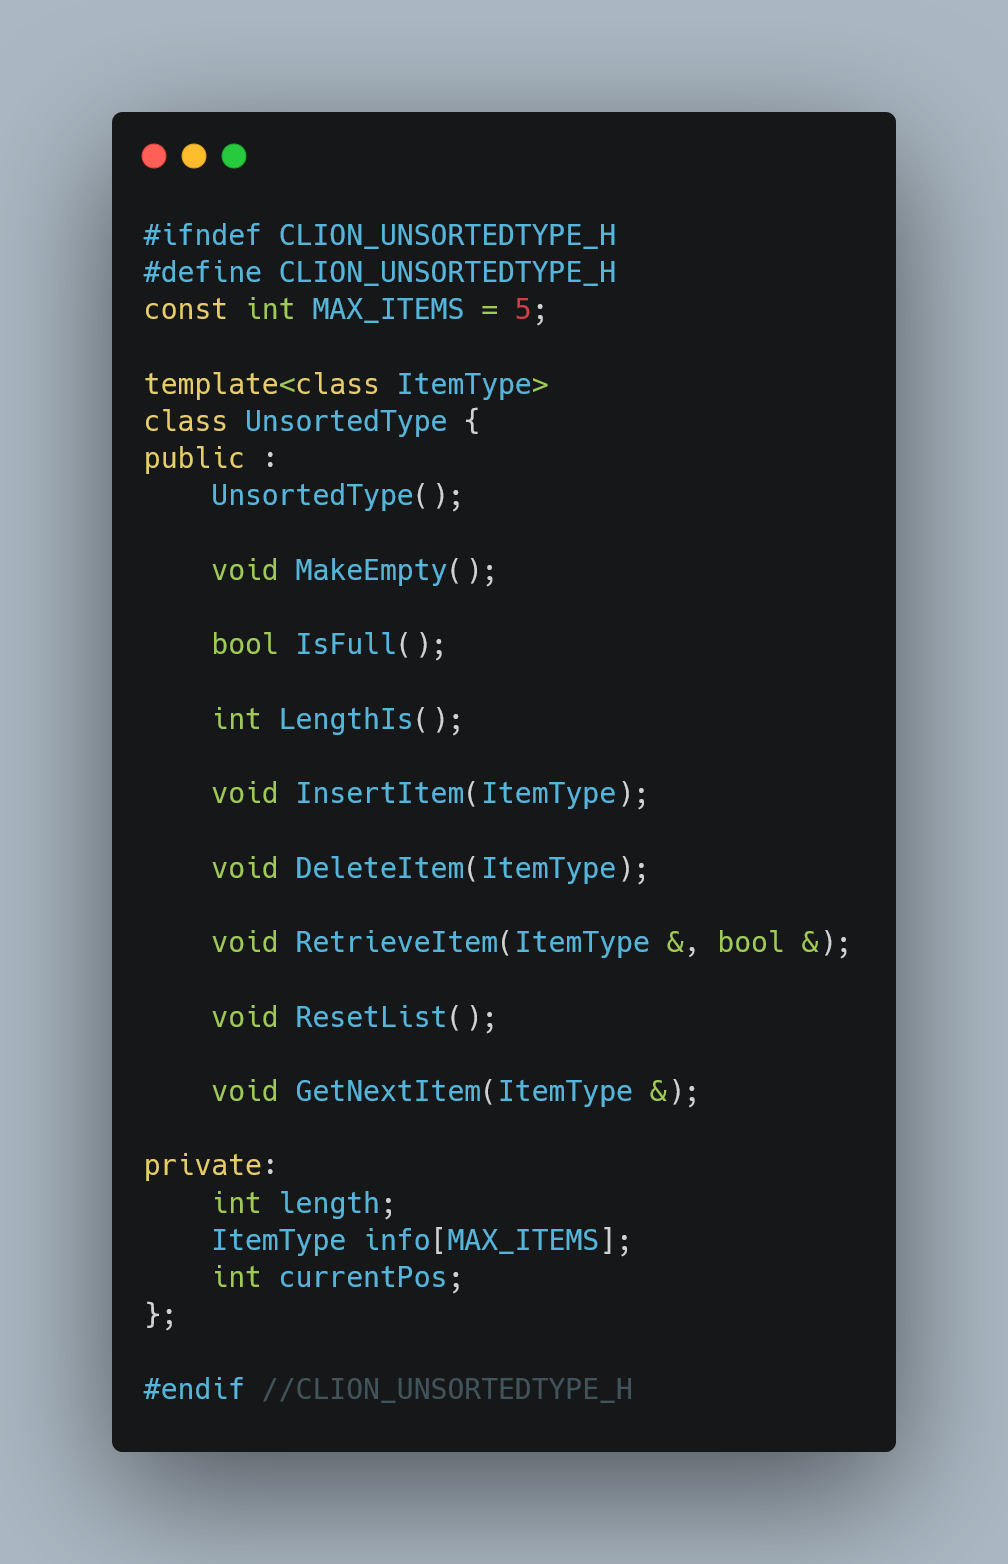 #ifndef CLION_UNSORTEDTYPE_H
#define CLION_UNSORTEDTYPE_H
const int MAX_ITEMS = 5;
template<class ItemType>
class UnsortedType {
public :
    UnsortedType();
    void MakeEmpty();
    bool IsFull();
    int LengthIs();
    void InsertItem(ItemType);
    void DeleteItem(ItemType);
    void RetrieveItem(ItemType &, bool &);
    void ResetList();
    void GetNextItem(ItemType &);
private:
    int length;
    ItemType info[MAX_ITEMS];
    int currentPos;
};
#endif //CLION_UNSORTEDTYPE_H